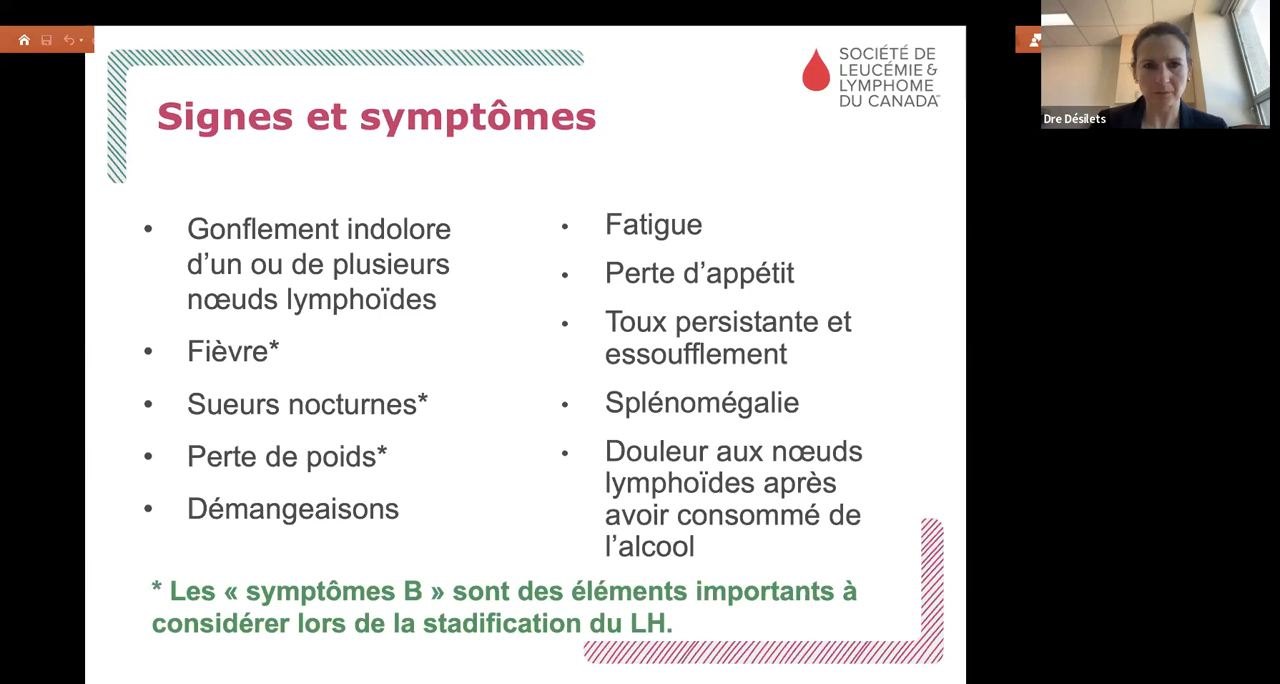 SOCIÉTÉ DE
LEUCÉMIE &
LYMPHOME
DU CANADA™
Signes et symptômes
• Gonflement indolore
d’un ou de plusieurs
nœuds lymphoïdes
• Fièvre*
• Sueurs nocturnes*
• Perte de poids*
• Démangeaisons
• Fatigue
• Perte d’appétit
• Toux persistante et
essoufflement
• Splénomégalie
• Douleur aux nœuds
lymphoïdes après
avoir consommé de
l’alcool
* Les « symptômes B » sont des éléments importants à
considérer lors de la stadification du LH.
Dre Désilets